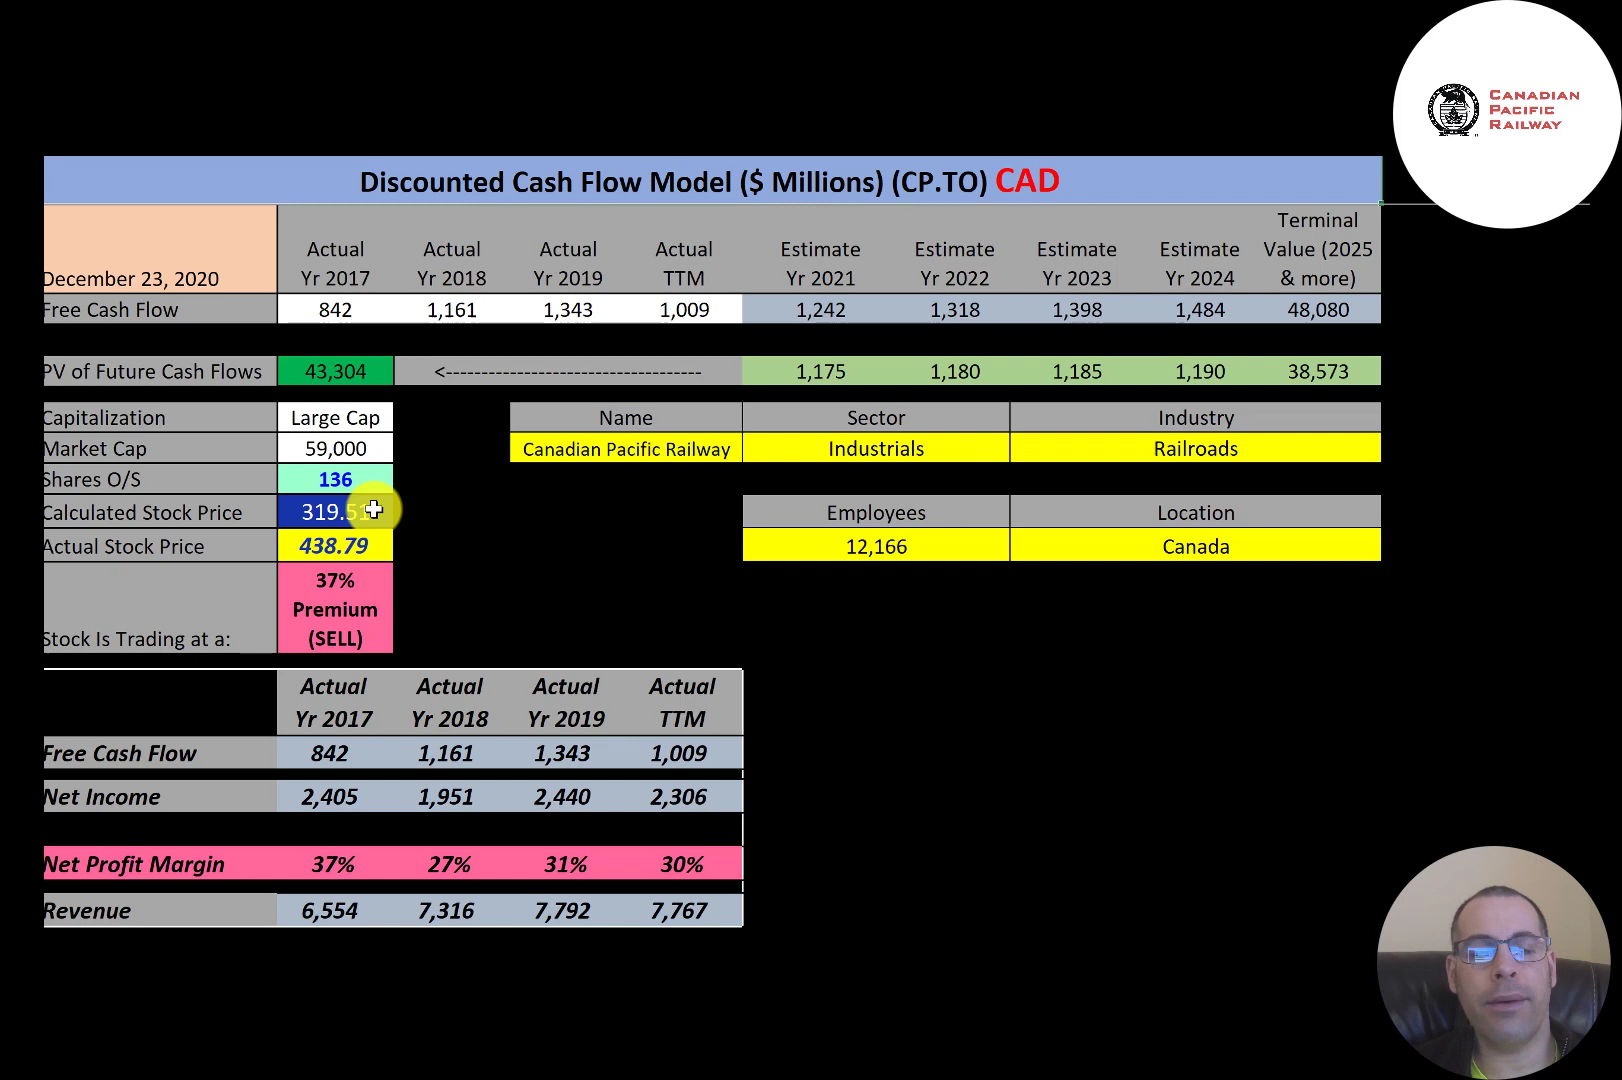 CANADIAN
PACIFIC
RAILWAY
Discounted Cash Flow Model ($ Millions) (CP.TO) CAD
December 23, 2020 Actual Yr 2017 Actual Yr 2018 Actual Yr 2019 Actual TTM Estimate Yr 2021 Estimate Yr 2022 Estimate Yr 2023 Estimate Yr 2024 Terminal Value (2025 & more)
Free Cash Flow 842 1,161 1,343 1,009 1,242 1,318 1,398 1,484 48,080
PV of Future Cash Flows 43,304 <------------------------------------ 1,175 1,180 1,185 1,190 38,573
Capitalization Large Cap Name Sector Industry
Market Cap 59,000 Canadian Pacific Railway Industrials Railroads
Shares O/S 136
Calculated Stock Price 319.51 Employees Location
Actual Stock Price 438.79 12,166 Canada
Stock Is Trading at a: 37% Premium (SELL)
Actual Yr 2017 Actual Yr 2018 Actual Yr 2019 Actual TTM
Free Cash Flow 842 1,161 1,343 1,009
Net Income 2,405 1,951 2,440 2,306
Net Profit Margin 37% 27% 31% 30%
Revenue 6,554 7,316 7,792 7,767